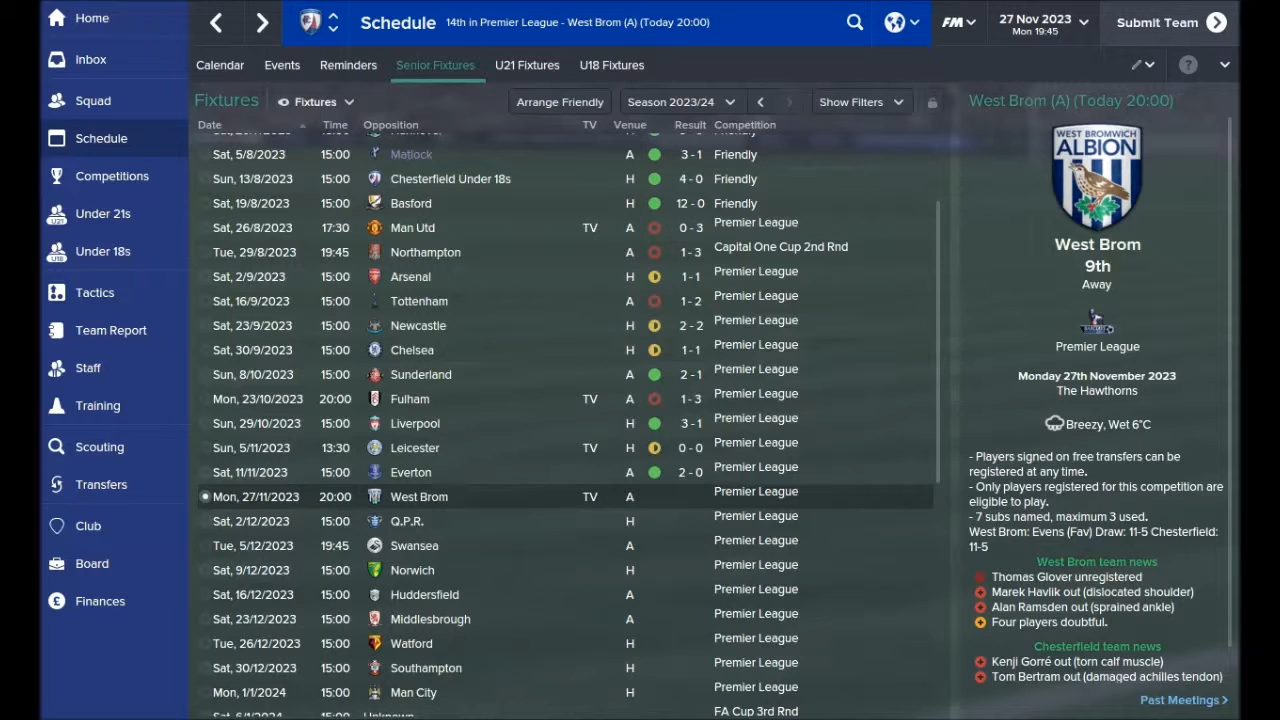 Home
Schedule
14th in Premier League - West Brom (A) (Today 20:00)
FM
27 Nov 2023
Mon 19:45
Submit Team
Inbox
Squad
Schedule
Competitions
Under 21s
Under 18s
Tactics
Team Report
Staff
Training
Scouting
Transfers
Club
Board
Finances
Calendar Events Reminders Senior Fixtures U21 Fixtures U18 Fixtures
Fixtures Fixtures Arrange Friendly Season 2023/24 Show Filters
Date Time Opposition TV Venue Result Competition
Sat, 5/8/2023 15:00 Matlock A 3 - 1 Friendly
Sun, 13/8/2023 15:00 Chesterfield Under 18s H 4 - 0 Friendly
Sat, 19/8/2023 15:00 Basford H 12 - 0 Friendly
Sat, 26/8/2023 17:30 Man Utd TV A 0 - 3 Premier League
Tue, 29/8/2023 19:45 Northampton A 1 - 3 Capital One Cup 2nd Rnd
Sat, 2/9/2023 15:00 Arsenal H 1 - 1 Premier League
Sat, 16/9/2023 15:00 Tottenham A 1 - 2 Premier League
Sat, 23/9/2023 15:00 Newcastle H 2 - 2 Premier League
Sat, 30/9/2023 15:00 Chelsea H 1 - 1 Premier League
Sun, 8/10/2023 15:00 Sunderland A 2 - 1 Premier League
Mon, 23/10/2023 20:00 Fulham TV A 1 - 3 Premier League
Sun, 29/10/2023 15:00 Liverpool H 3 - 1 Premier League
Sun, 5/11/2023 13:30 Leicester TV H 0 - 0 Premier League
Sat, 11/11/2023 15:00 Everton A 2 - 0 Premier League
Mon, 27/11/2023 20:00 West Brom TV A Premier League
Sat, 2/12/2023 15:00 Q.P.R. H Premier League
Tue, 5/12/2023 19:45 Swansea A Premier League
Sat, 9/12/2023 15:00 Norwich H Premier League
Sat, 16/12/2023 15:00 Huddersfield A Premier League
Sat, 23/12/2023 15:00 Middlesbrough A Premier League
Tue, 26/12/2023 15:00 Watford H Premier League
Sat, 30/12/2023 15:00 Southampton H Premier League
Mon, 1/1/2024 15:00 Man City H Premier League
Sat, 6/1/2024 15:00 Unknown FA Cup 3rd Rnd
West Brom (A) (Today 20:00)
WEST BROMWICH
ALBION
West Brom
9th
Away
Premier League
Monday 27th November 2023
The Hawthorns
Breezy, Wet 6°C
- Players signed on free transfers can be
registered at any time.
- Only players registered for this competition are
eligible to play.
- 7 subs named, maximum 3 used.
West Brom: Evens (Fav) Draw: 11-5 Chesterfield:
11-5
West Brom team news
Thomas Glover unregistered
Marek Havlik out (dislocated shoulder)
Alan Ramsden out (sprained ankle)
Four players doubtful.
Chesterfield team news
Kenji Gorré out (torn calf muscle)
Tom Bertram out (damaged achilles tendon)
Past Meetings >